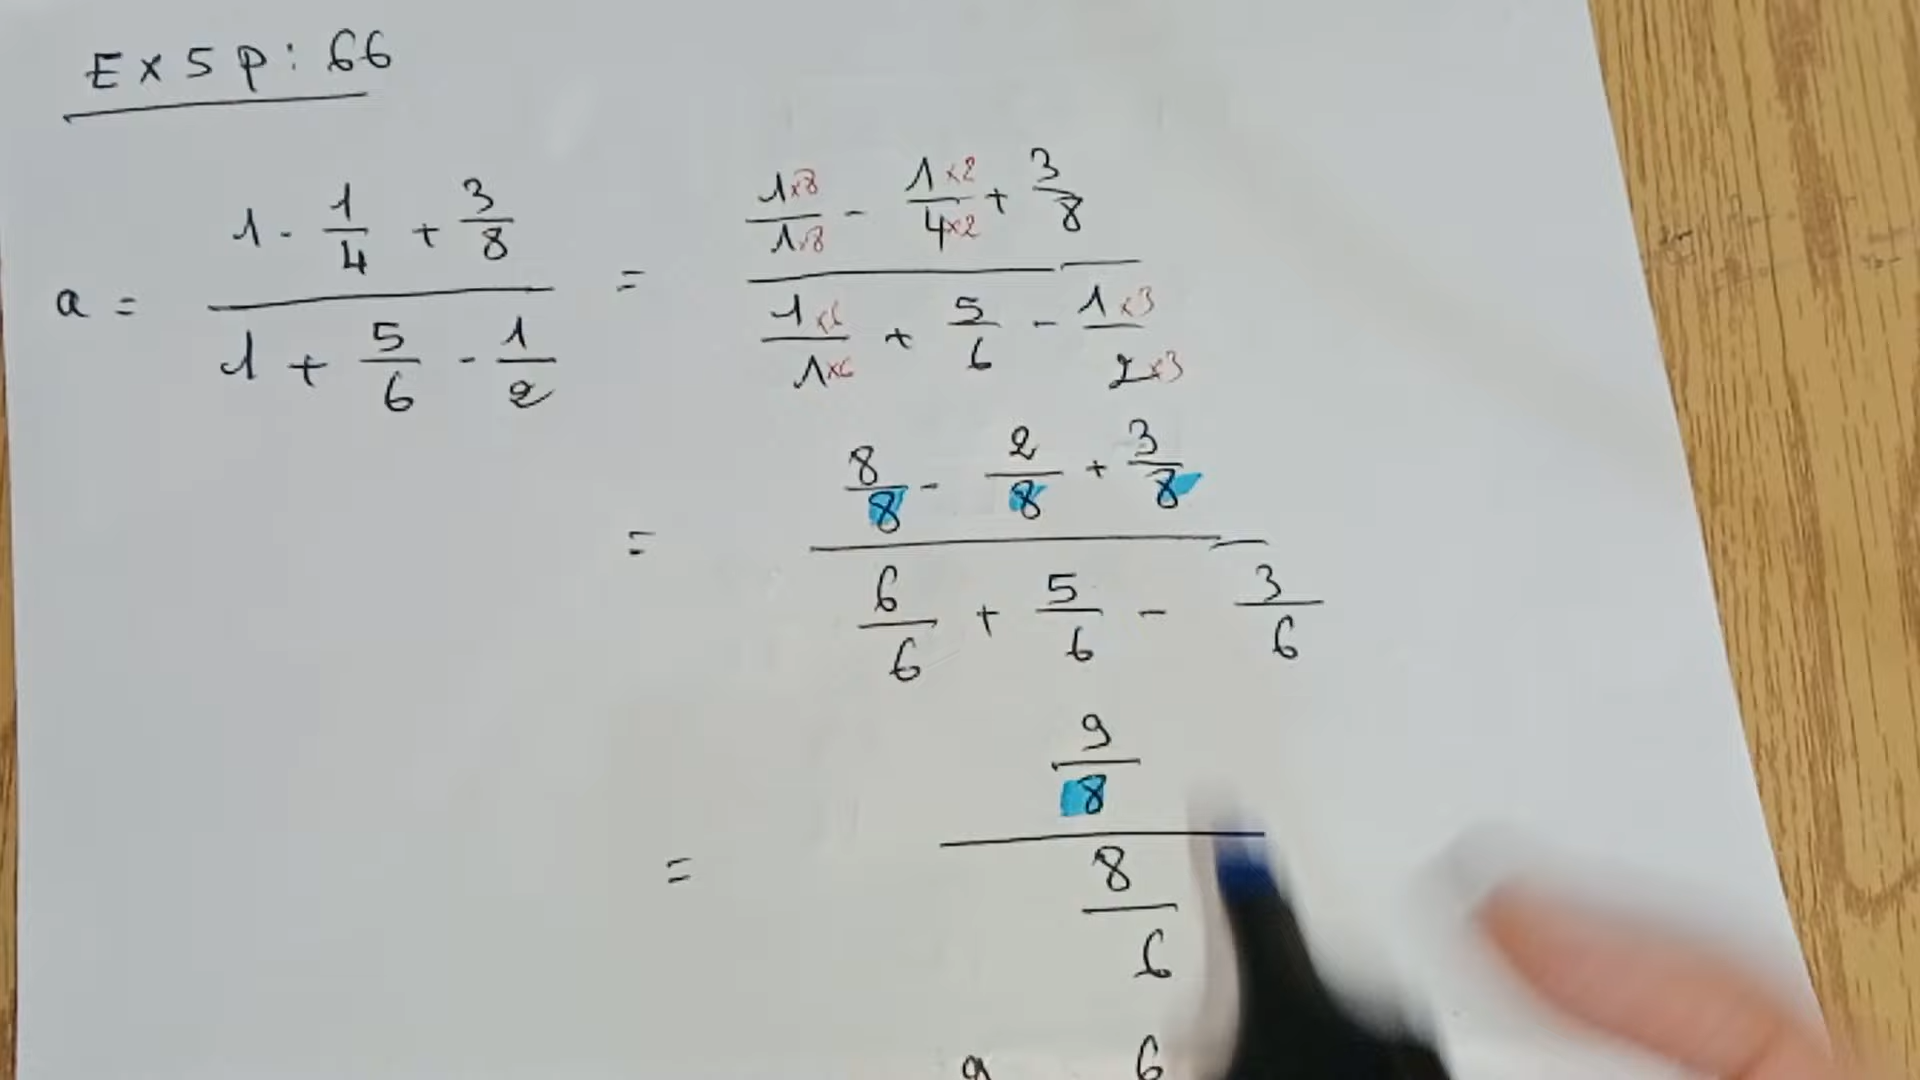 Ex 5 p: 66
a = (1 - 1/4 + 3/8) / (1 + 5/6 - 1/2) = (1×8/1×8 - 1×2/4×2 + 3/8) / (1×6/1×6 + 5/6 - 1×3/2×3)
= (8/8 - 2/8 + 3/8) / (6/6 + 5/6 - 3/6)
= (9/8) / (8/6)
9 6